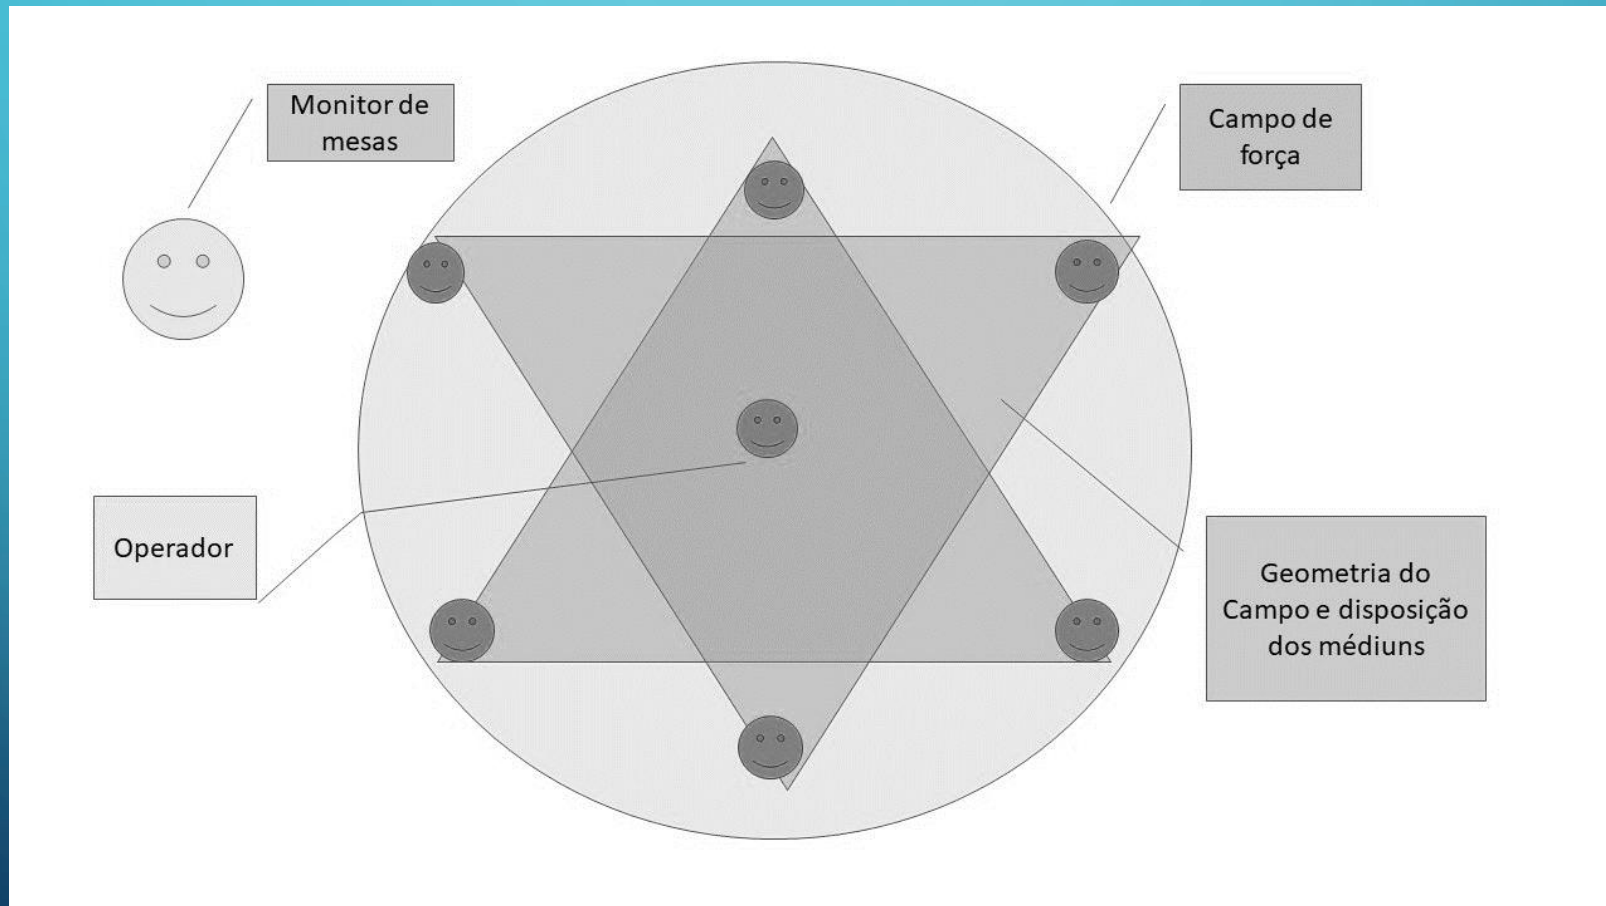 Monitor de
mesas
Campo de
força
Operador
Geometria do
Campo e disposição
dos médiuns